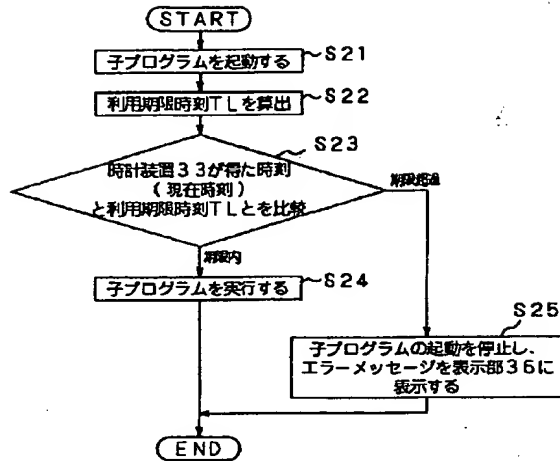 START
子プログラムを起動する
S21
利用期限時刻TLを算出
S22
S23
時計装置33が得た時刻
(現在時刻)
と利用期限時刻TLとを比較
期限超過
期限内
子プログラムを実行する
S24
S25
子プログラムの起動を停止し、
エラーメッセージを表示部36に
表示する
END